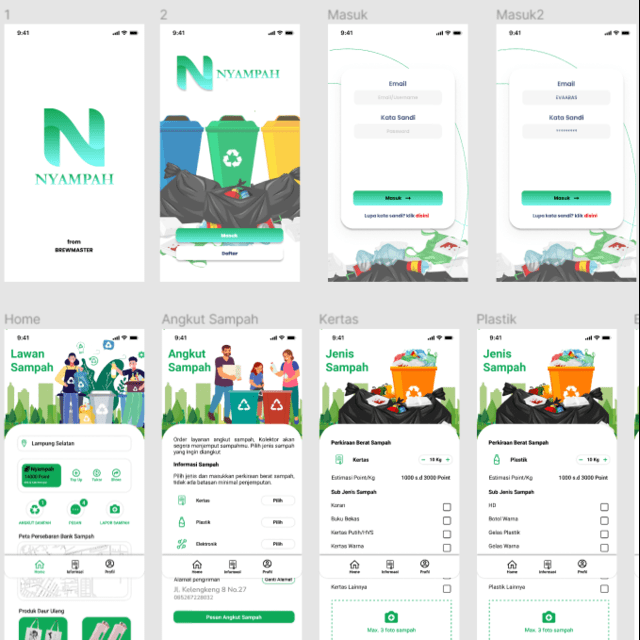 1
2
Masuk
Masuk2
9:41
9:41
9:41
9:41
N NYAMPAH
NYAMPAH
from
BREWMASTER
Masuk
Daftar
Email
Email/Username
Kata Sandi
Password
Masuk →
Lupa kata sandi? klik disini
Email
Kata Sandi
*********
Masuk →
Lupa kata sandi? klik disini
Home
Angkut Sampah
Kertas
Plastik
9:41
9:41
9:41
9:41
Lawan
Sampah
Lampung Selatan
Nyampah
Top Up
Tukar
1
4
ANGKUT SAMPAH
PESAN
LAPOR SAMPAH
Peta Persebaran Bank Sampah
Home
Informasi
Profil
Produk Daur Ulang
Angkut
Sampah
Order layanan angkut sampah, Kolektor akan
segera menjemput sampahmu. Pilih jenis sampah
yang ingin diangkut
Informasi Sampah
Pilih jenis dan masukkan perkiraan berat sampah,
tidak ada batasan minimal penjemputan.
Kertas
Pilih
Plastik
Pilih
Elektronik
Pilih
Home
Informasi
Profil
Alamat pengiriman
Ganti Alamat
Jl. Kelengkeng 8 No.27
Pesan Angkut Sampah
Jenis
Sampah
Perkiraan Berat Sampah
Kertas
− 10 Kg +
Estimasi Point/Kg
1000 s.d 3000 Point
Sub Jenis Sampah
Koran
Buku Bekas
Kertas Putih/HVS
Kertas Warna
Home
Informasi
Profil
Kertas Lainnya
Max. 3 foto sampah
Jenis
Sampah
Perkiraan Berat Sampah
Plastik
− 10 Kg +
Estimasi Point/Kg
1000 s.d 3000 Point
Sub Jenis Sampah
HD
Botol Warna
Gelas Plastik
Gelas Warna
Home
Informasi
Profil
Plastik Lainnya
Max. 3 foto sampah